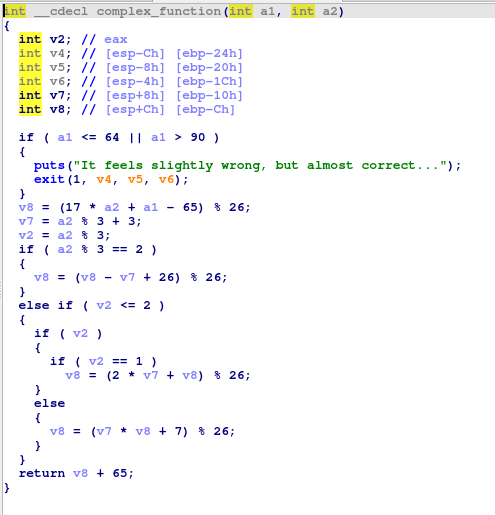 int __cdecl complex_function(int a1, int a2)
{
  int v2; // eax
  int v4; // [esp-Ch] [ebp-24h]
  int v5; // [esp-8h] [ebp-20h]
  int v6; // [esp-4h] [ebp-1Ch]
  int v7; // [esp+8h] [ebp-10h]
  int v8; // [esp+Ch] [ebp-Ch]

  if ( a1 <= 64 || a1 > 90 )
  {
    puts("It feels slightly wrong, but almost correct...");
    exit(1, v4, v5, v6);
  }
  v8 = (17 * a2 + a1 - 65) % 26;
  v7 = a2 % 3 + 3;
  v2 = a2 % 3;
  if ( a2 % 3 == 2 )
  {
    v8 = (v8 - v7 + 26) % 26;
  }
  else if ( v2 <= 2 )
  {
    if ( v2 )
    {
      if ( v2 == 1 )
        v8 = (2 * v7 + v8) % 26;
    }
    else
    {
      v8 = (v7 * v8 + 7) % 26;
    }
  }
  return v8 + 65;
}